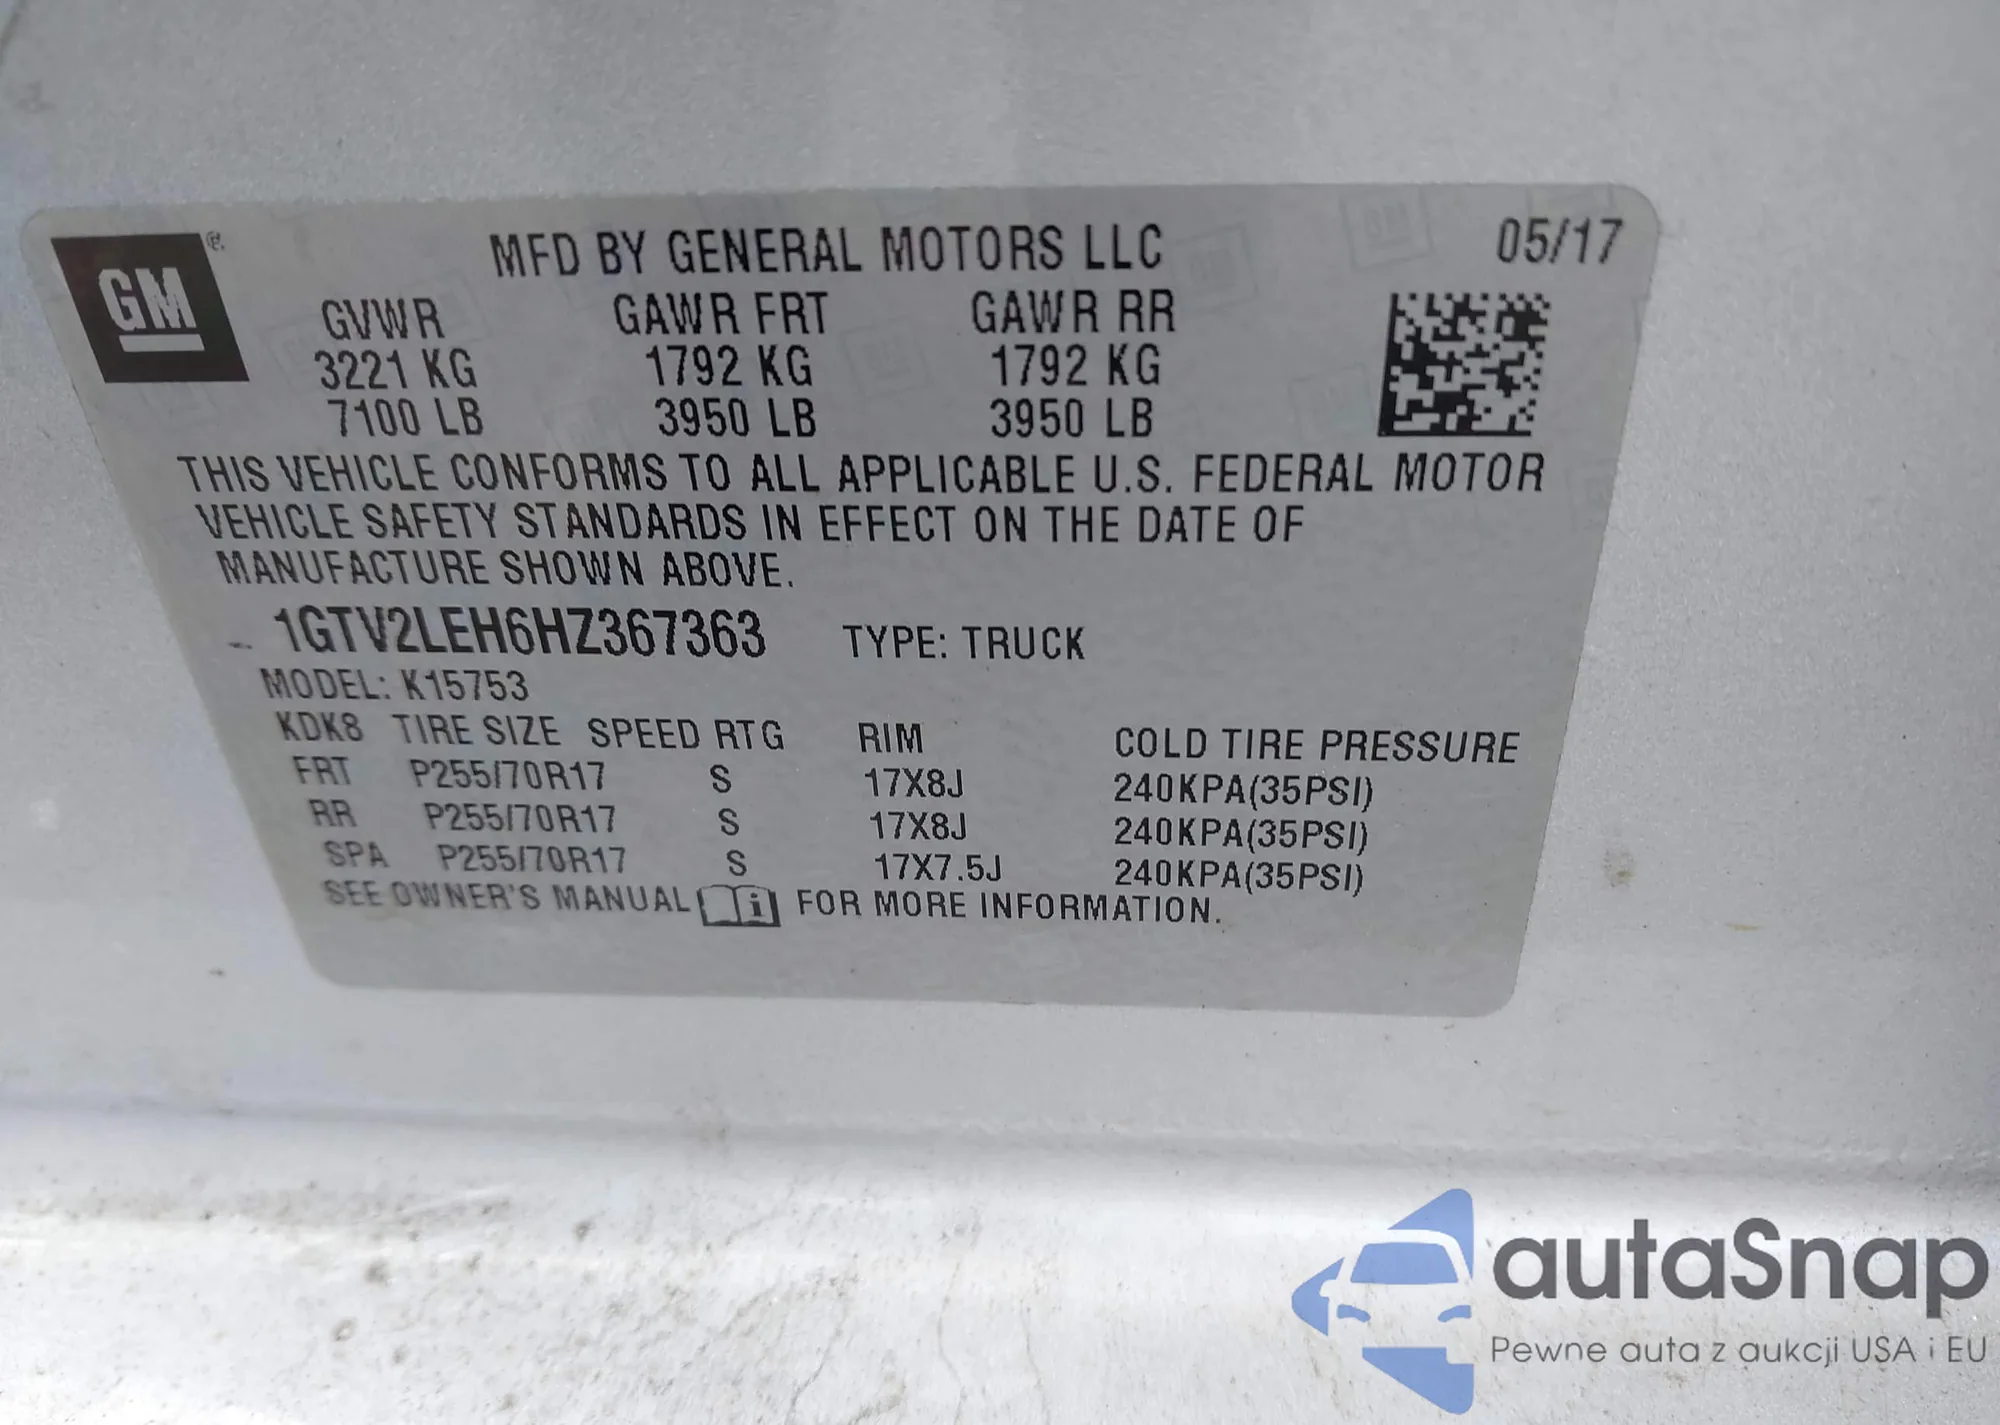 GM
MFD BY GENERAL MOTORS LLC 05/17
GVWR GAWR FRT GAWR RR
3221 KG 1792 KG 1792 KG
7100 LB 3950 LB 3950 LB
THIS VEHICLE CONFORMS TO ALL APPLICABLE U.S. FEDERAL MOTOR
VEHICLE SAFETY STANDARDS IN EFFECT ON THE DATE OF
MANUFACTURE SHOWN ABOVE.
1GTV2LEH6HZ367363 TYPE: TRUCK
MODEL: K15753
KDK8 TIRE SIZE SPEED RTG RIM COLD TIRE PRESSURE
FRT P255/70R17 S 17X8J 240KPA(35PSI)
RR P255/70R17 S 17X8J 240KPA(35PSI)
SPA P255/70R17 S 17X7.5J 240KPA(35PSI)
SEE OWNER'S MANUAL i FOR MORE INFORMATION.
autaSnap
Pewne auta z aukcji USA i EU